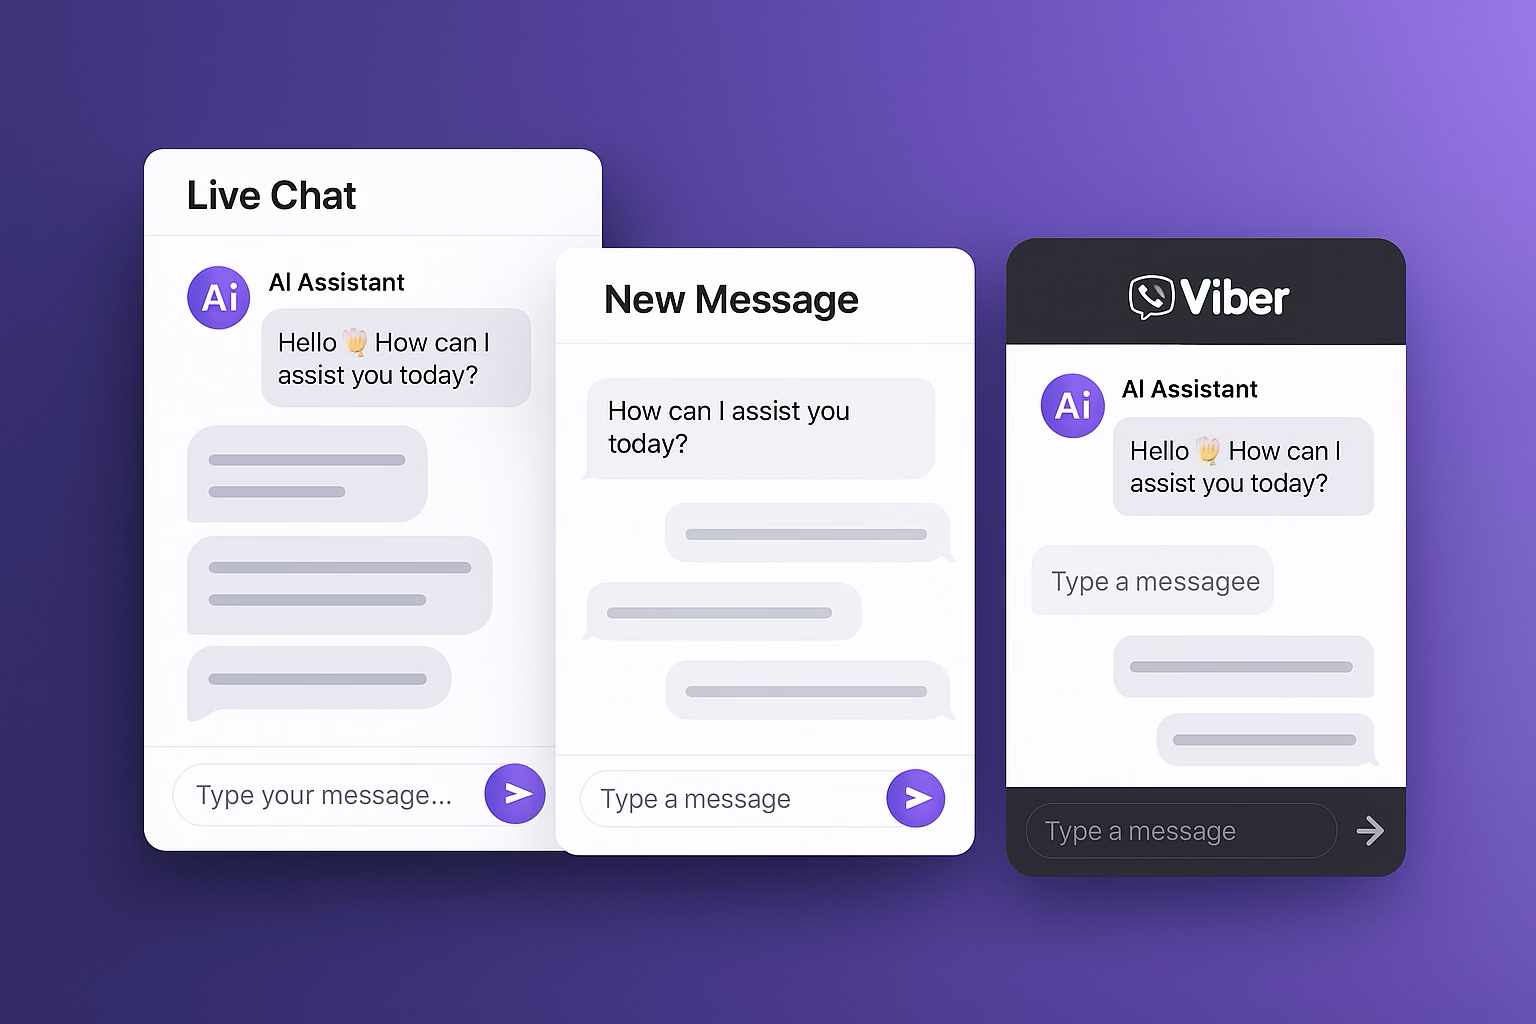 Live Chat
Ai
AI Assistant
Hello 👋 How can I
assist you today?
Type your message...
New Message
How can I assist you
today?
Type a message
Viber
Ai
AI Assistant
Hello 👋 How can I
assist you today?
Type a messagee
Type a message